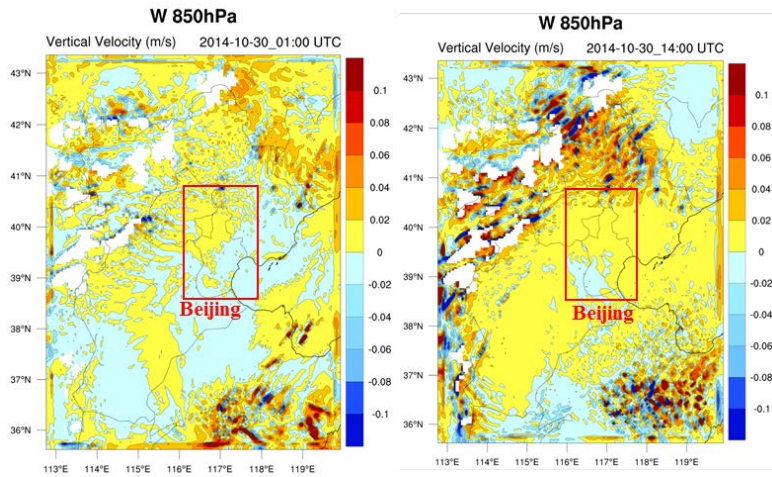 W 850hPa
Vertical Velocity (m/s) 2014-10-30_01:00 UTC
43°N
42°N
41°N
40°N
39°N
38°N
37°N
36°N
113°E 114°E 115°E 116°E 117°E 118°E 119°E
Beijing
0.1
0.08
0.06
0.04
0.02
0
-0.02
-0.04
-0.06
-0.08
-0.1
W 850hPa
Vertical Velocity (m/s) 2014-10-30_14:00 UTC
43°N
42°N
41°N
40°N
39°N
38°N
37°N
36°N
113°E 114°E 115°E 116°E 117°E 118°E 119°E
Beijing
0.1
0.08
0.06
0.04
0.02
0
-0.02
-0.04
-0.06
-0.08
-0.1